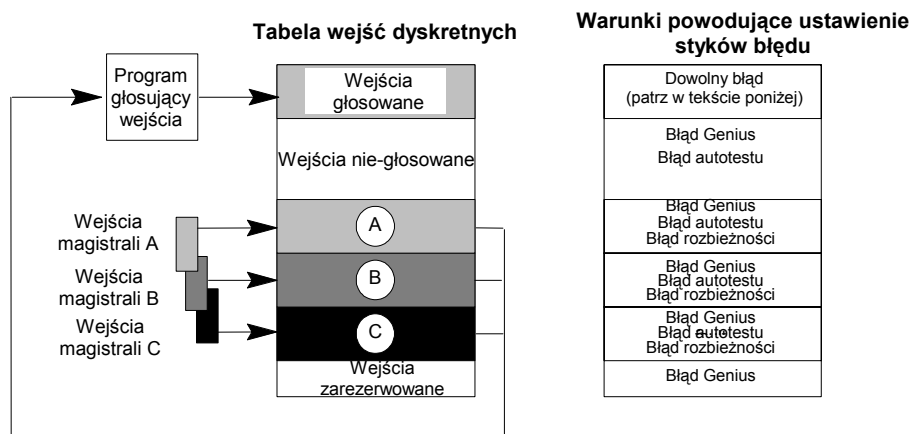 Tabela wejść dyskretnych
Warunki powodujące ustawienie
styków błędu
Program
głosujący
wejścia
Wejścia
głosowane
Dowolny błąd
(patrz w tekście poniżej)
Wejścia nie-głosowane
Błąd Genius
Błąd autotestu
Wejścia
magistrali A
A
Błąd Genius
Błąd autotestu
Błąd rozbieżności
Wejścia
magistrali B
B
Błąd Genius
Błąd autotestu
Błąd rozbieżności
Wejścia
magistrali C
C
Błąd Genius
Błąd autotestu
Błąd rozbieżności
Wejścia
zarezerwowane
Błąd Genius